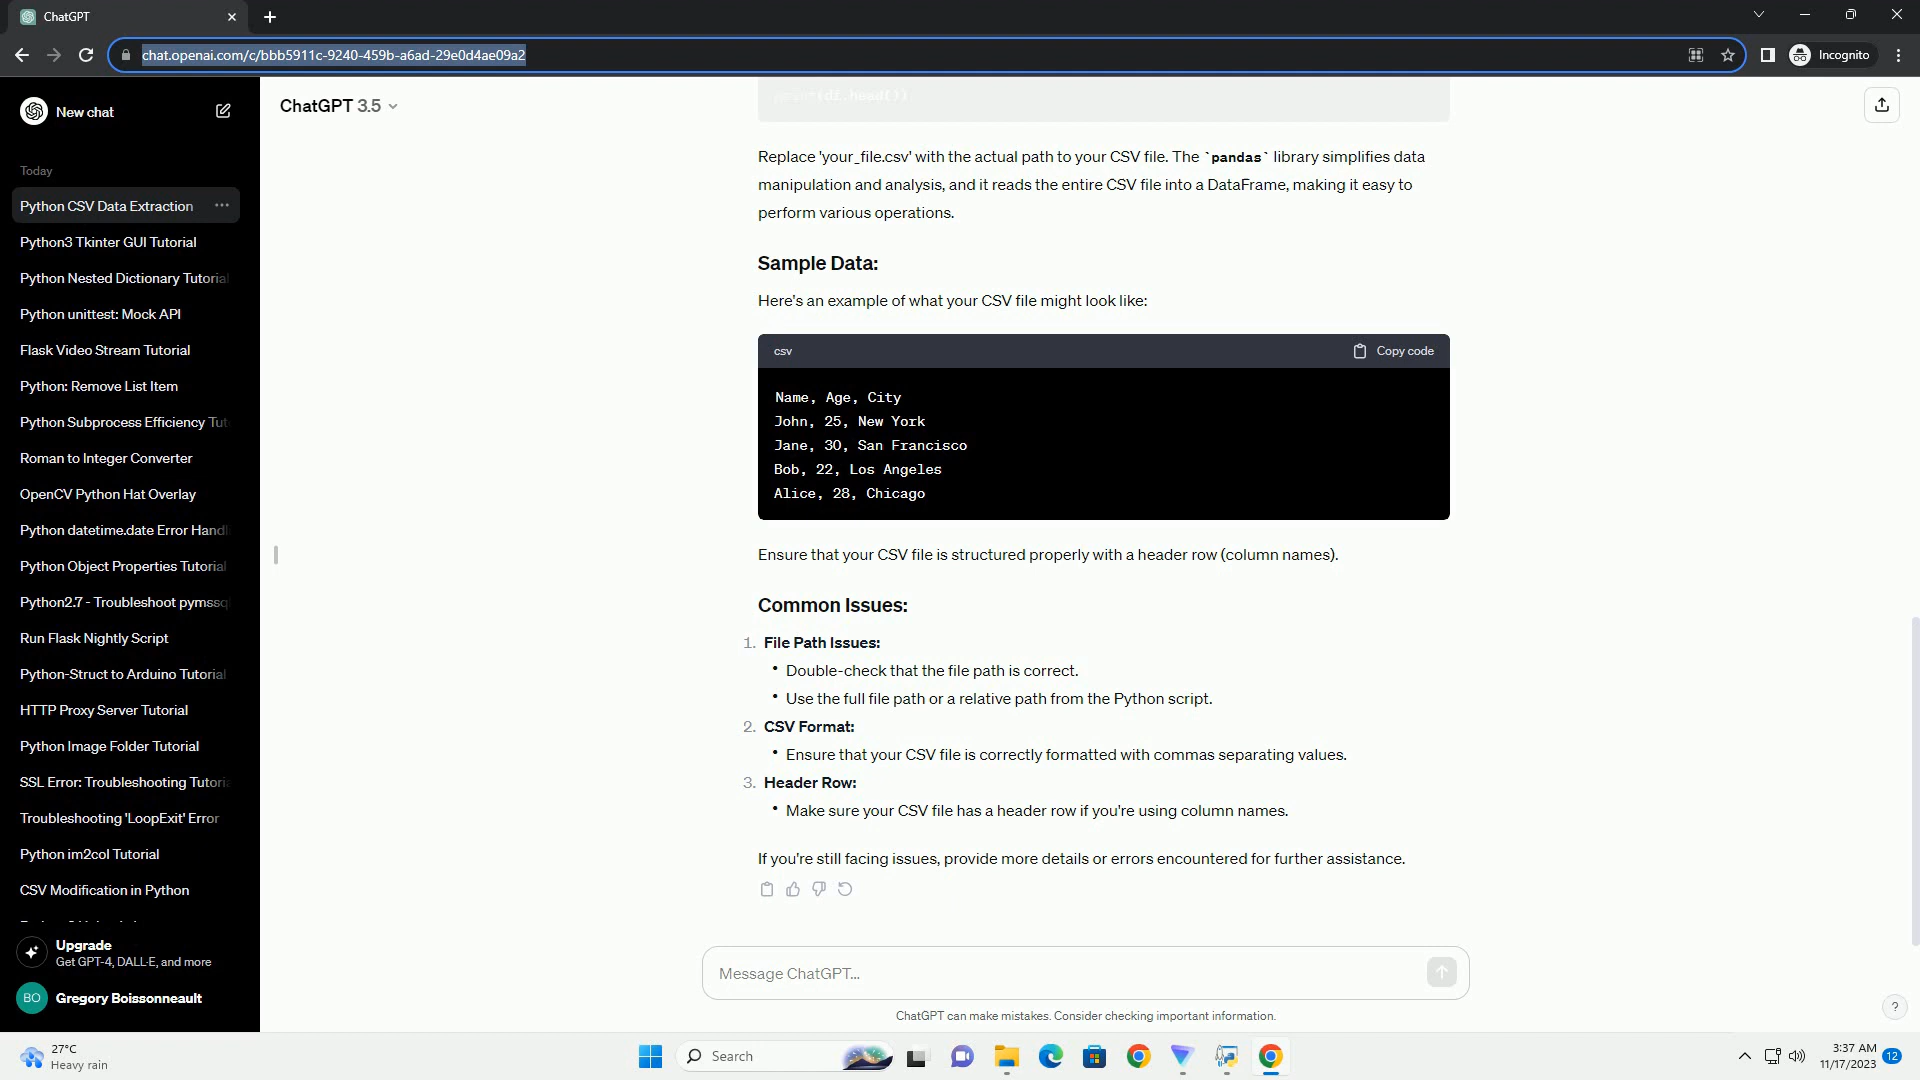 ChatGPT
chat.openai.com/c/bbb5911c-9240-459b-a6ad-29e0d4ae09a2
Incognito
New chat
Today
Python CSV Data Extraction
Python3 Tkinter GUI Tutorial
Python Nested Dictionary Tutorial
Python unittest: Mock API
Flask Video Stream Tutorial
Python: Remove List Item
Python Subprocess Efficiency Tut
Roman to Integer Converter
OpenCV Python Hat Overlay
Python datetime.date Error Handl
Python Object Properties Tutorial
Python2.7 - Troubleshoot pymssql
Run Flask Nightly Script
Python-Struct to Arduino Tutorial
HTTP Proxy Server Tutorial
Python Image Folder Tutorial
SSL Error: Troubleshooting Tutoria
Troubleshooting 'LoopExit' Error
Python im2col Tutorial
CSV Modification in Python
Upgrade
Get GPT-4, DALL·E, and more
BO Gregory Boissonneault
ChatGPT 3.5
print(df.head())
Replace 'your_file.csv' with the actual path to your CSV file. The `pandas` library simplifies data
manipulation and analysis, and it reads the entire CSV file into a DataFrame, making it easy to
perform various operations.
Sample Data:
Here's an example of what your CSV file might look like:
csv Copy code
Name, Age, City
John, 25, New York
Jane, 30, San Francisco
Bob, 22, Los Angeles
Alice, 28, Chicago
Ensure that your CSV file is structured properly with a header row (column names).
Common Issues:
1. File Path Issues:
• Double-check that the file path is correct.
• Use the full file path or a relative path from the Python script.
2. CSV Format:
• Ensure that your CSV file is correctly formatted with commas separating values.
3. Header Row:
• Make sure your CSV file has a header row if you're using column names.
If you're still facing issues, provide more details or errors encountered for further assistance.
Message ChatGPT...
ChatGPT can make mistakes. Consider checking important information.
?
27°C
Heavy rain
Search
3:37 AM
11/17/2023
12